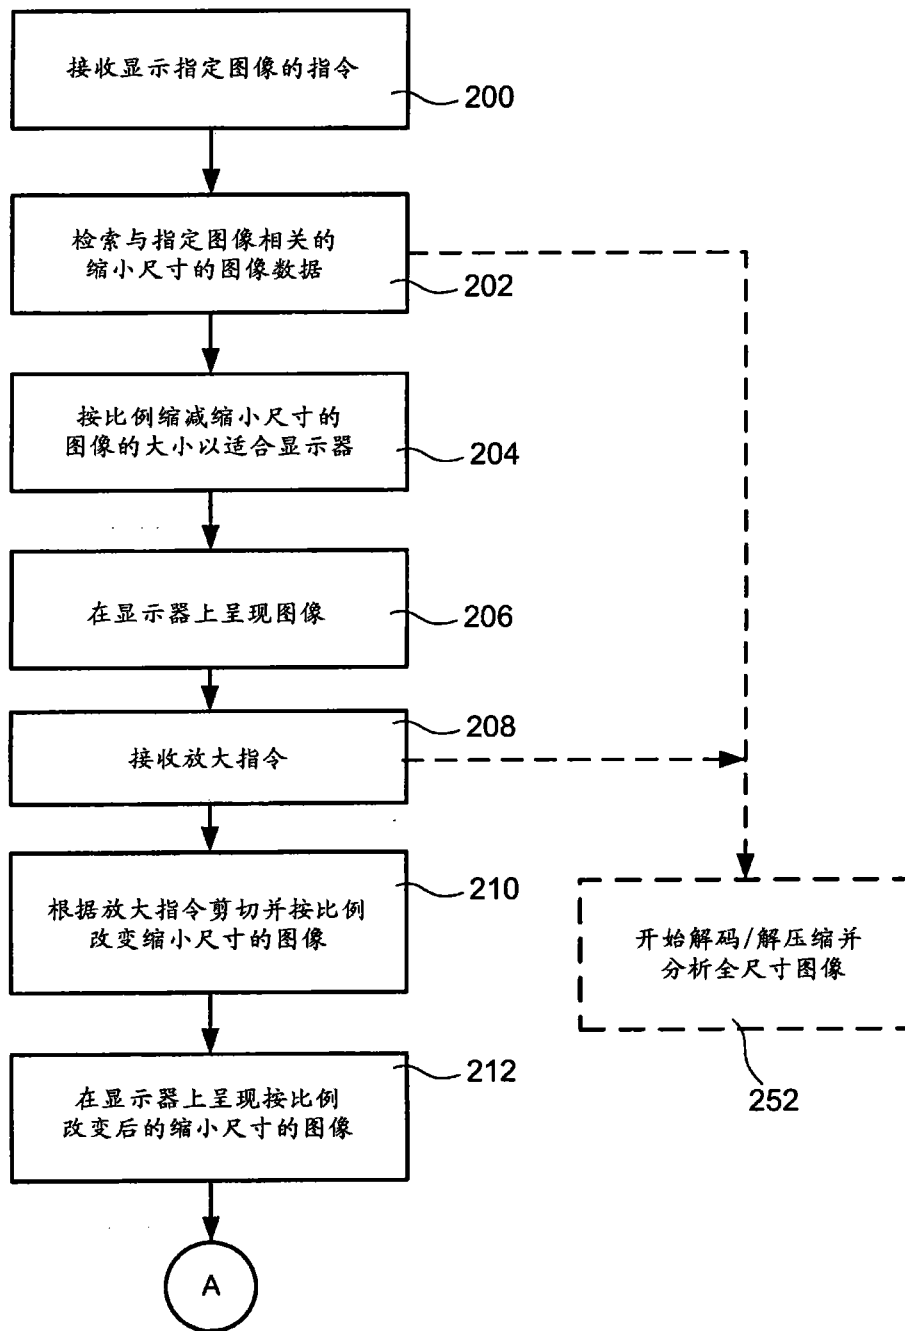 接收显示指定图像的指令
200
检索与指定图像相关的
缩小尺寸的图像数据
202
按比例缩减缩小尺寸的
图像的大小以适合显示器
204
在显示器上呈现图像
206
208
接收放大指令
210
根据放大指令剪切并按比例
改变缩小尺寸的图像
开始解码/解压缩并
分析全尺寸图像
252
212
在显示器上呈现按比例
改变后的缩小尺寸的图像
A